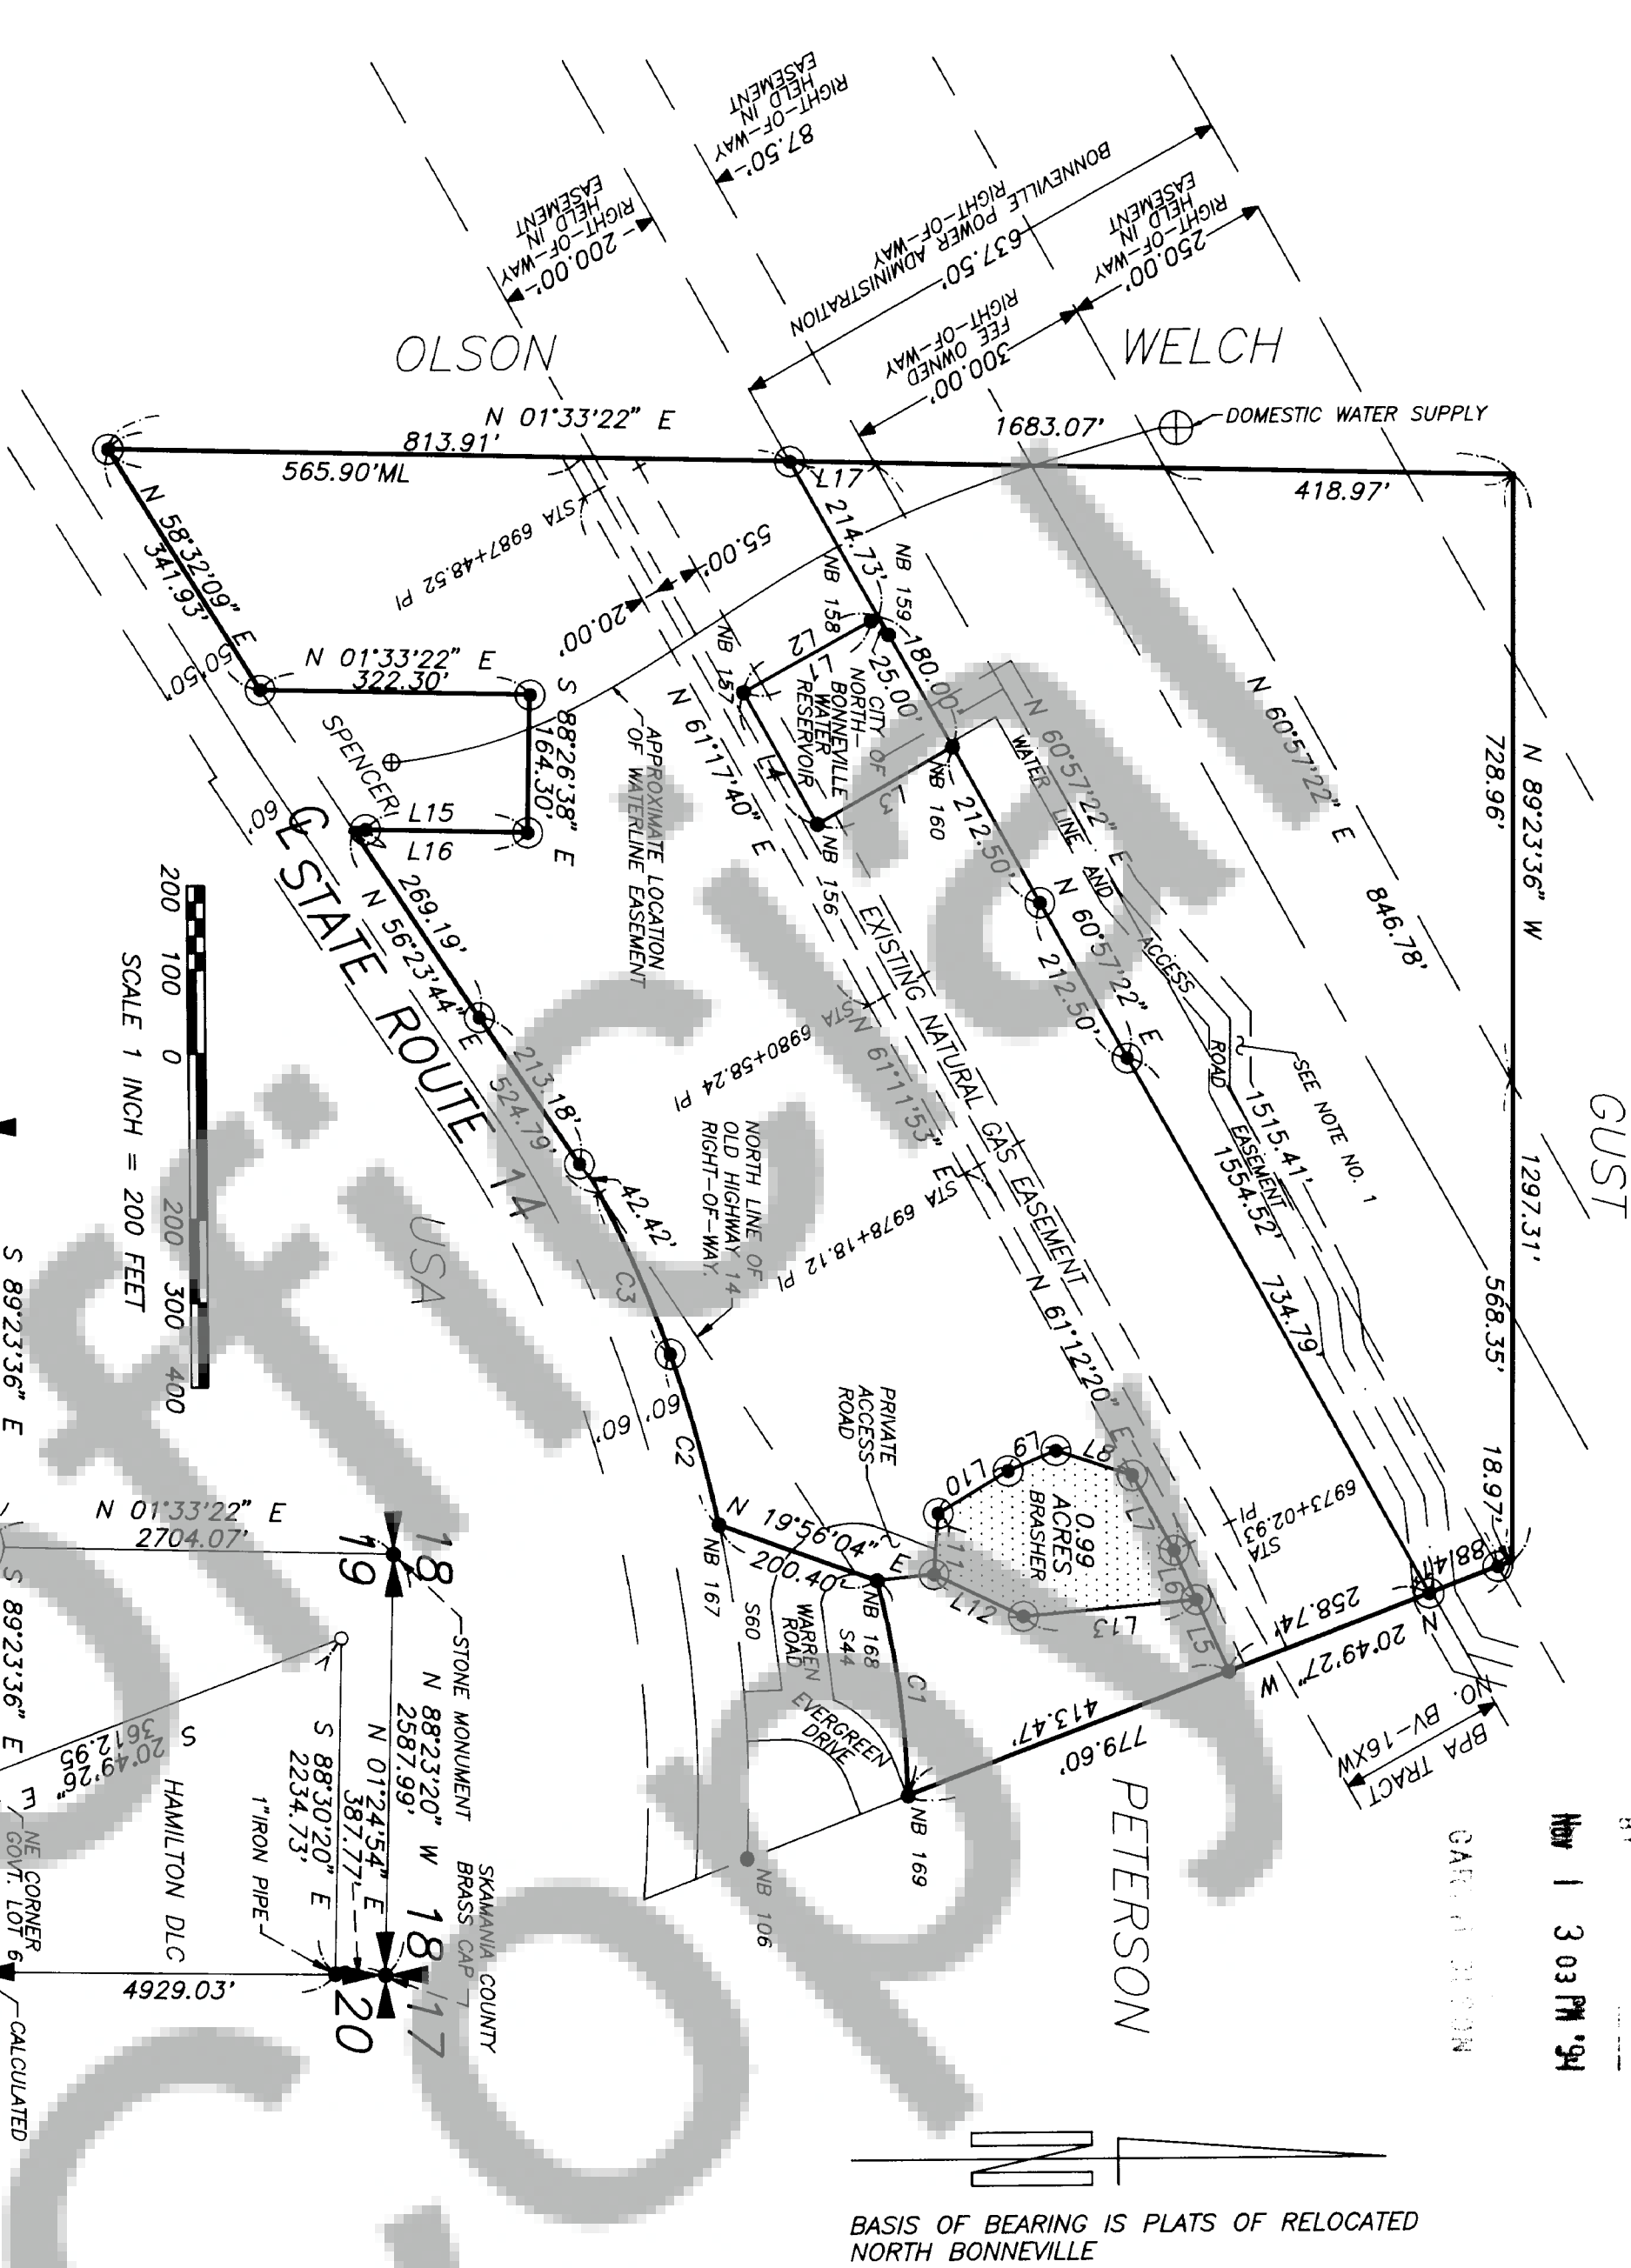 RIGHT-OF-WAY
HELD IN
EASEMENT
87.50'
RIGHT-OF-WAY
HELD IN
EASEMENT
200.00'
BONNEVILLE POWER ADMINISTRATION
RIGHT-OF-WAY
637.50'
RIGHT-OF-WAY
HELD IN
EASEMENT
250.00'
300.00'
FEE OWNED
RIGHT-OF-WAY
OLSON
WELCH
GUST
PETERSON
USA
SPENCER
DOMESTIC WATER SUPPLY
N 01°33'22" E
813.91'
565.90'ML
1683.07'
418.97'
L17
N 58°32'09" E
341.93'
50'
50'
N 01°33'22" E
322.30'
S 88°26'38" E
164.30'
L15
L16
60'
STA 6987+48.52 PI
55.00'
20.00'
214.73'
NB 159
NB 158
180.00'
25.00'
L2
NB 157
CITY OF
NORTH
BONNEVILLE
WATER
RESERVOIR
L3
L4
NB 156
NB 160
N 61°17'40" E
APPROXIMATE LOCATION
OF WATERLINE EASEMENT
212.50'
N 60°57'22" E
212.50'
N 60°57'22" E
WATER LINE AND ACCESS
ROAD
EASEMENT
N 60°57'22" E
846.78'
728.96'
N 89°23'36" W
1297.31'
568.35'
18.97'
88.41'
SEE NOTE NO. 1
1515.41'
1554.52'
734.79'
EXISTING NATURAL GAS EASEMENT
N 61°11'53" E
STA 6980+58.24 PI
STA 6978+18.12 PI
N 61°12'20" E
STA
6973+02.93
PI
269.19'
N 56°23'44" E
213.18'
524.79'
42.42'
C3
℄ STATE ROUTE 14
NORTH LINE OF
OLD HIGHWAY 14
RIGHT-OF-WAY.
60'
60'
C2
PRIVATE
ACCESS
ROAD
L9
L10
L11
L12
L13
L5
L6
L7
0.99
ACRES
BRASHER
N 19°56'04" E
200.40'
NB 167
NB 168
S60
S44
WARREN
ROAD
EVERGREEN
DRIVE
C1
NB 169
NB 106
258.74'
N 20°49'27" W
413.47'
779.60'
BPA TRACT
NO. BV-16XW
200 100 0 200 300 400
SCALE 1 INCH = 200 FEET
S 89°23'36" E
S 89°23'36" E
N 01°33'22" E
2704.07'
18
19
STONE MONUMENT
N 88°23'20" W
2587.99'
N 01°24'54" E
387.77'
S 88°30'20" E
2234.73'
1"IRON PIPE
SKAMANIA COUNTY
BRASS CAP
18
17
20
S 20°49'26" E
3612.95
HAMILTON DLC
NE CORNER
GOVT. LOT 6
4929.03'
CALCULATED
Nov 1 3 03 PM '94
N
BASIS OF BEARING IS PLATS OF RELOCATED
NORTH BONNEVILLE
Unofficial
Copy